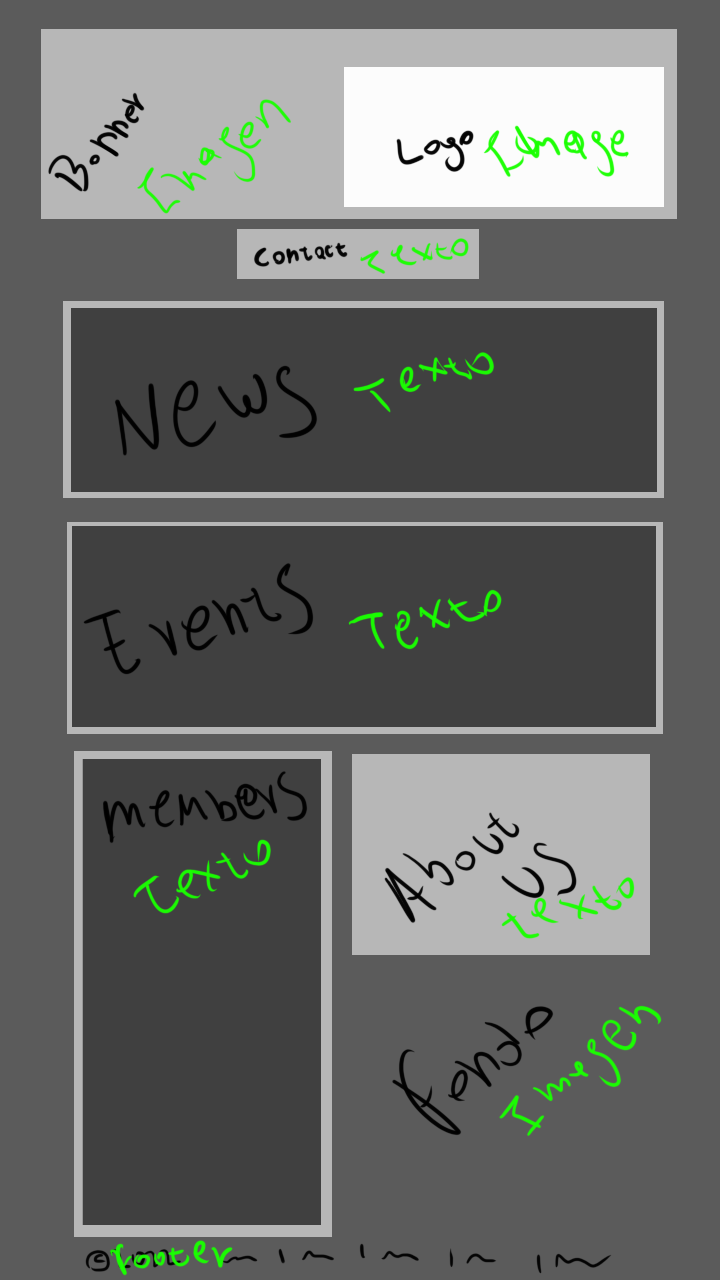 Banner Imagen
Logo Image
Contact Texto
News Texto
Events Texto
members
Texto
About
us
texto
fondo Imagen
© footer